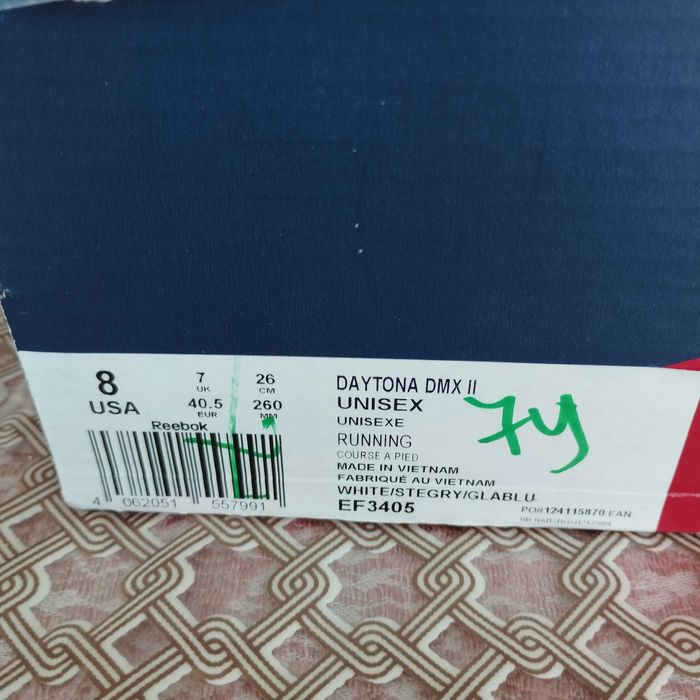 8
USA
7
UK
40.5
EUR
26
CM
260
MM
Reebok
4 062051 557991
DAYTONA DMX II
UNISEX
UNISEXE
RUNNING
COURSE A PIED
MADE IN VIETNAM
FABRIQUÉ AU VIETNAM
WHITE/STEGRY/GLABLU
EF3405
PO#124115870 EAN
7y